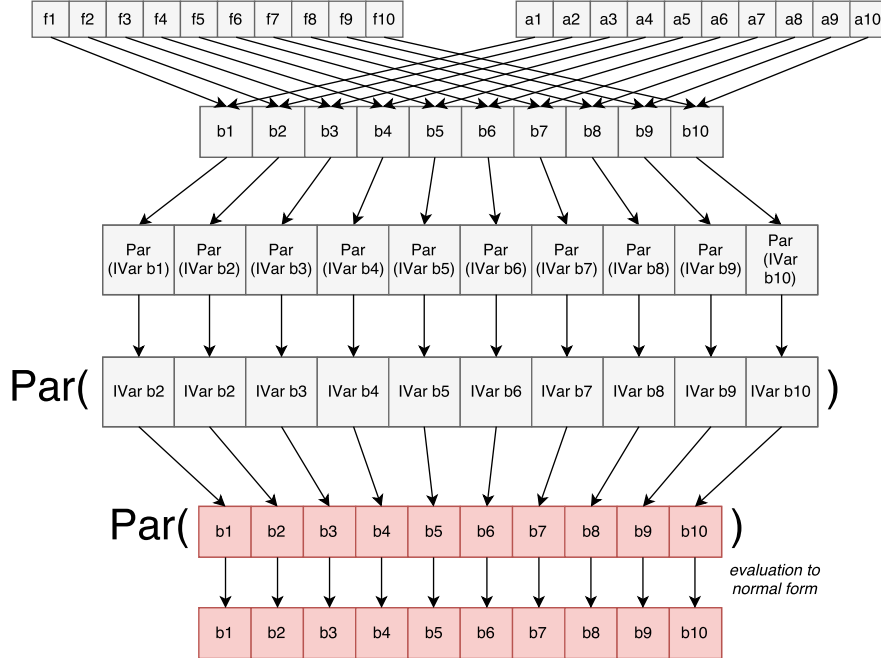 f1 f2 f3 f4 f5 f6 f7 f8 f9 f10 a1 a2 a3 a4 a5 a6 a7 a8 a9 a10
b1 b2 b3 b4 b5 b6 b7 b8 b9 b10
Par (IVar b1) Par (IVar b2) Par (IVar b3) Par (IVar b4) Par (IVar b5) Par (IVar b6) Par (IVar b7) Par (IVar b8) Par (IVar b9) Par (IVar b10)
Par( IVar b2 IVar b2 IVar b3 IVar b4 IVar b5 IVar b6 IVar b7 IVar b8 IVar b9 IVar b10 )
Par( b1 b2 b3 b4 b5 b6 b7 b8 b9 b10 )
evaluation to
normal form
b1 b2 b3 b4 b5 b6 b7 b8 b9 b10